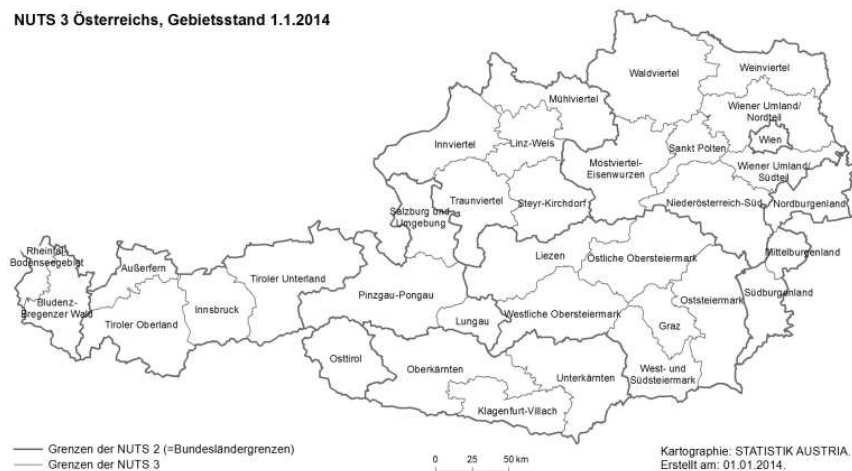 NUTS 3 Österreichs, Gebietsstand 1.1.2014
Waldviertel
Weinviertel
Mühlviertel
Wiener Umland/
Nordteil
Innviertel
Linz-Wels
Wien
Sankt Pölten
Mostviertel-
Eisenwurzen
Wiener Umland/
Südteil
Traunviertel
Steyr-Kirchdorf
Niederösterreich-Süd
Nordburgenland
Salzburg und
Umgebung
Rheintal-
Bodenseegebiet
Außerfern
Tiroler Unterland
Liezen
Östliche Obersteiermark
Mittelburgenland
Bludenz-
Bregenzer Wald
Tiroler Oberland
Innsbruck
Pinzgau-Pongau
Lungau
Westliche Obersteiermark
Oststeiermark
Südburgenland
Graz
Osttirol
Oberkärnten
Unterkärnten
West- und
Südsteiermark
Klagenfurt-Villach
Grenzen der NUTS 2 (=Bundesländergrenzen)
Grenzen der NUTS 3
0 25 50 km
Kartographie: STATISTIK AUSTRIA.
Erstellt am: 01.01.2014.